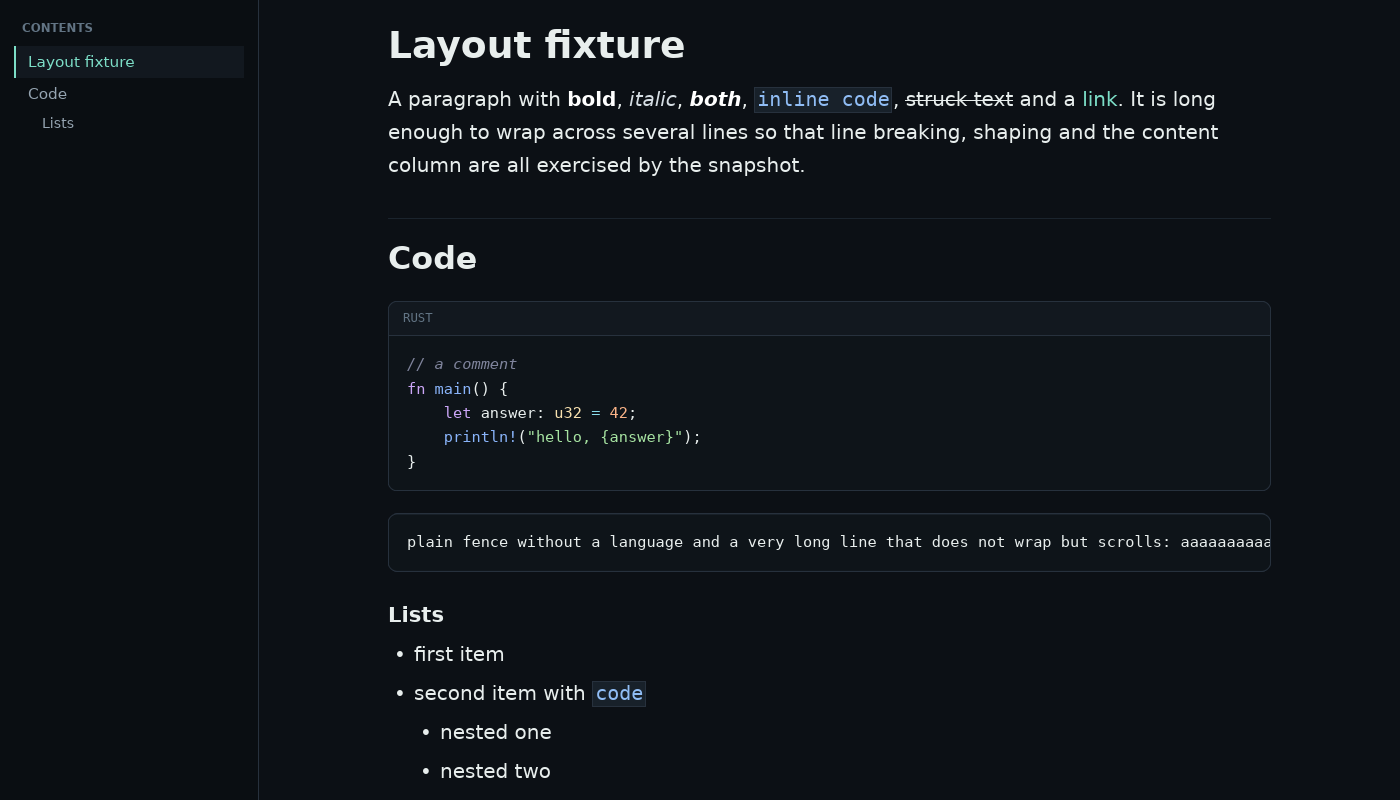 CONTENTS
Layout fixture
Code
Lists
Layout fixture
A paragraph with bold, italic, both, inline code, struck text and a link. It is long
enough to wrap across several lines so that line breaking, shaping and the content
column are all exercised by the snapshot.
Code
RUST
// a comment
fn main() {
    let answer: u32 = 42;
    println!("hello, {answer}");
}
plain fence without a language and a very long line that does not wrap but scrolls: aaaaaaaaaa
Lists
• first item
• second item with code
• nested one
• nested two